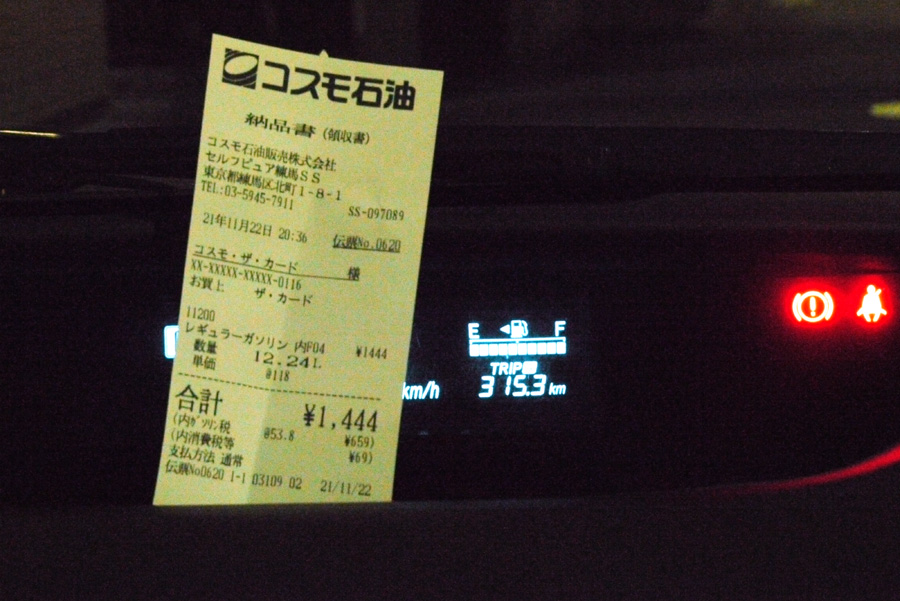 コスモ石油
納品書(領収書)
コスモ石油販売株式会社
セルフピュア練馬SS
東京都練馬区北町1-8-1
TEL:03-5945-7911
SS-097089
21年11月22日 20:36 伝票No.0620
コスモ・ザ・カード 様
XX-XXXXX-XXXXX-0116
お買上 ザ・カード
11200
レギュラーガソリン 内F04 ¥1444
数量 12.24L
単価 @118
合計 ¥1,444
(内ガソリン税 @53.8 ¥659)
(内消費税等 ¥69)
支払方法 通常
伝票No0620 1-1 03109 02 21/11/22
km/h
E F
TRIP
315.3 km